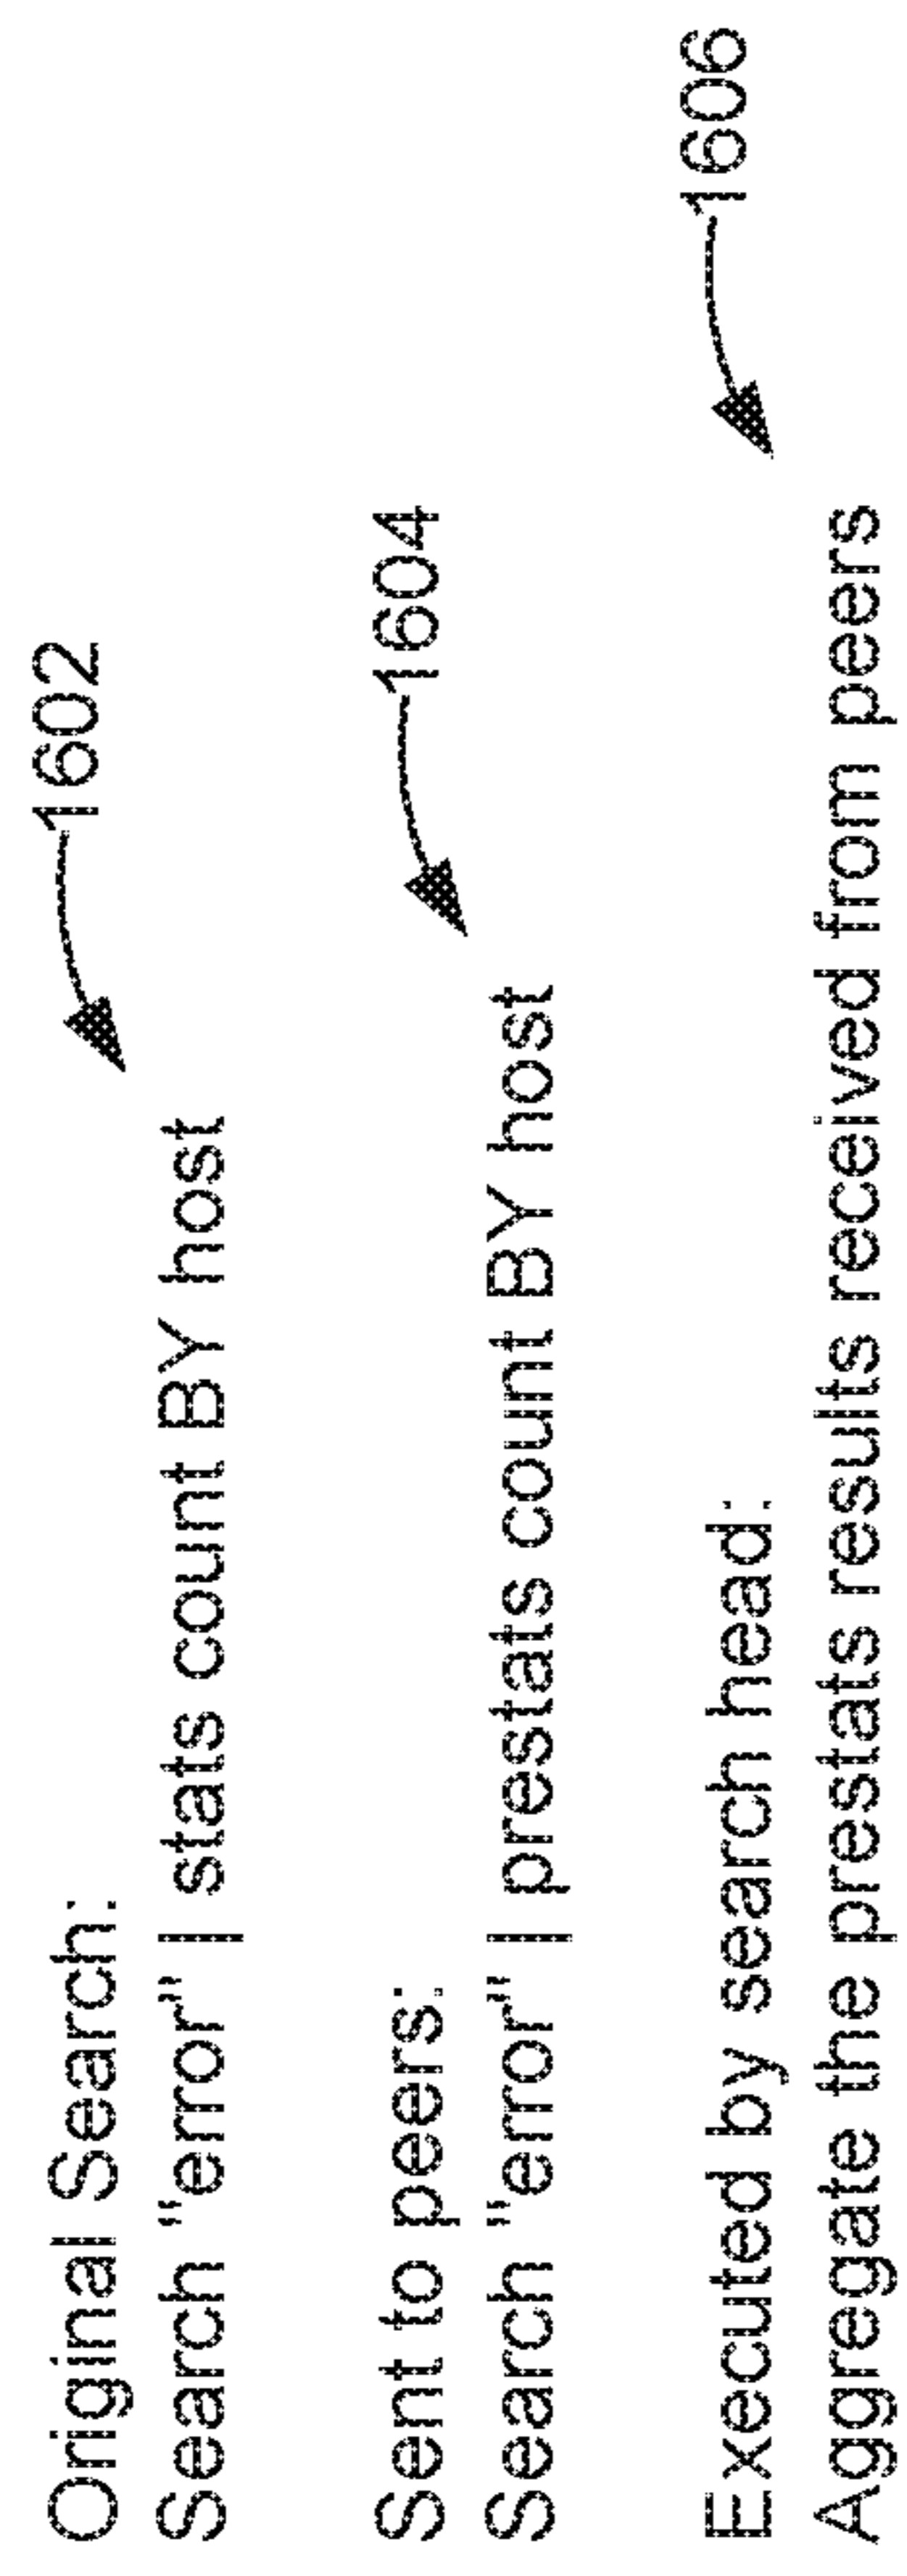 Original Search: 1602
Search "error" | stats count BY host
Sent to peers: 1604
Search "error" | prestats count BY host
Executed by search head: 1606
Aggregate the prestats results received from peers